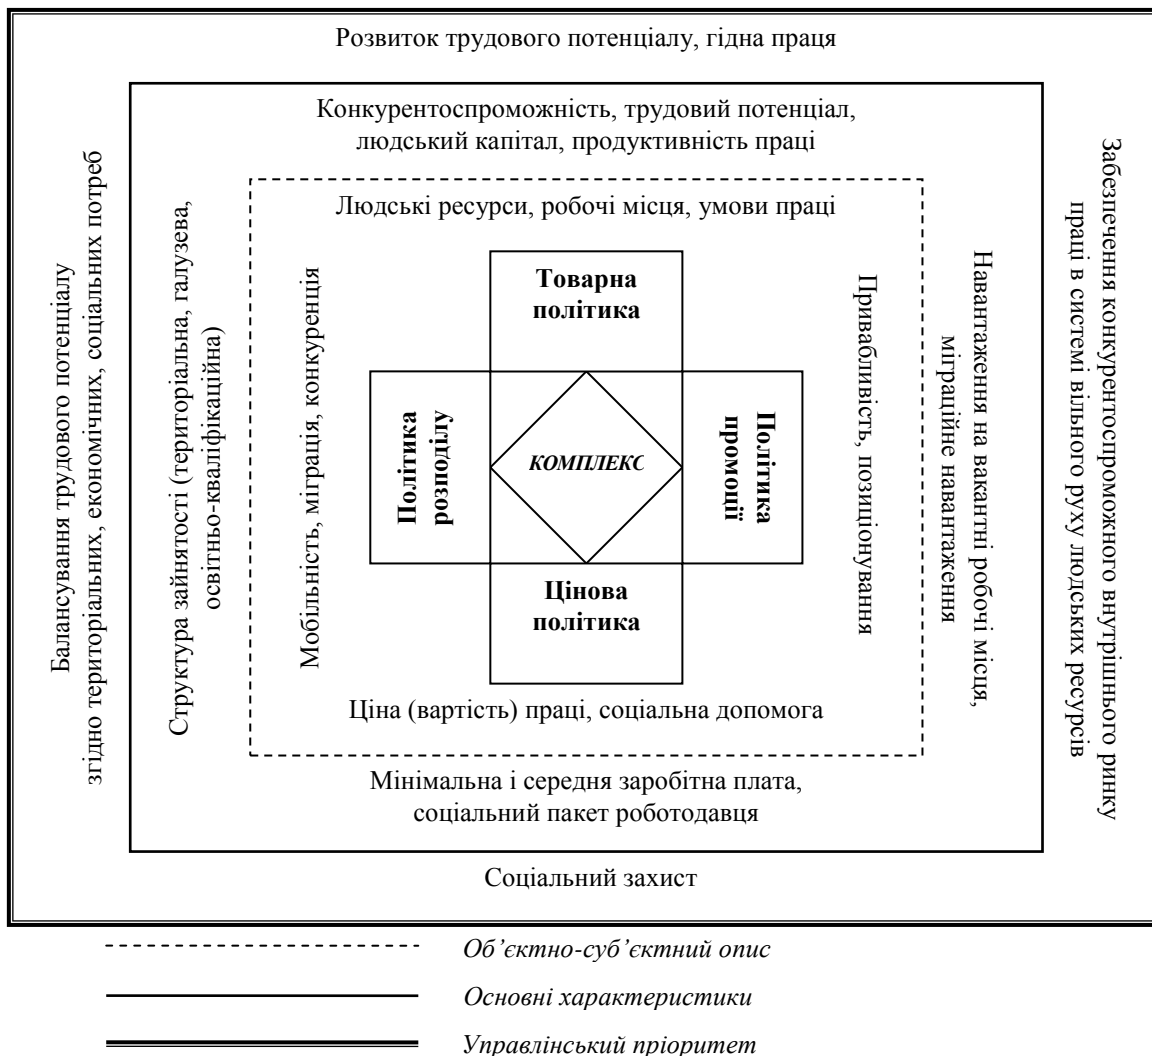 Розвиток трудового потенціалу, гідна праця
Конкурентоспроможність, трудовий потенціал,
людський капітал, продуктивність праці
Людські ресурси, робочі місця, умови праці
Балансування трудового потенціалу
згідно територіальних, економічних, соціальних потреб
Структура зайнятості (територіальна, галузева,
освітньо-кваліфікаційна)
Мобільність, міграція, конкуренція
Товарна
політика
Політика
розподілу
КОМПЛЕКС
Політика
промоції
Цінова
політика
Привабливість, позиціонування
Навантаження на вакантні робочі місця,
міграційне навантаження
Забезпечення конкурентоспроможного внутрішнього ринку
праці в системі вільного руху людських ресурсів
Ціна (вартість) праці, соціальна допомога
Мінімальна і середня заробітна плата,
соціальний пакет роботодавця
Соціальний захист
Об’єктно-суб’єктний опис
Основні характеристики
Управлінський пріоритет